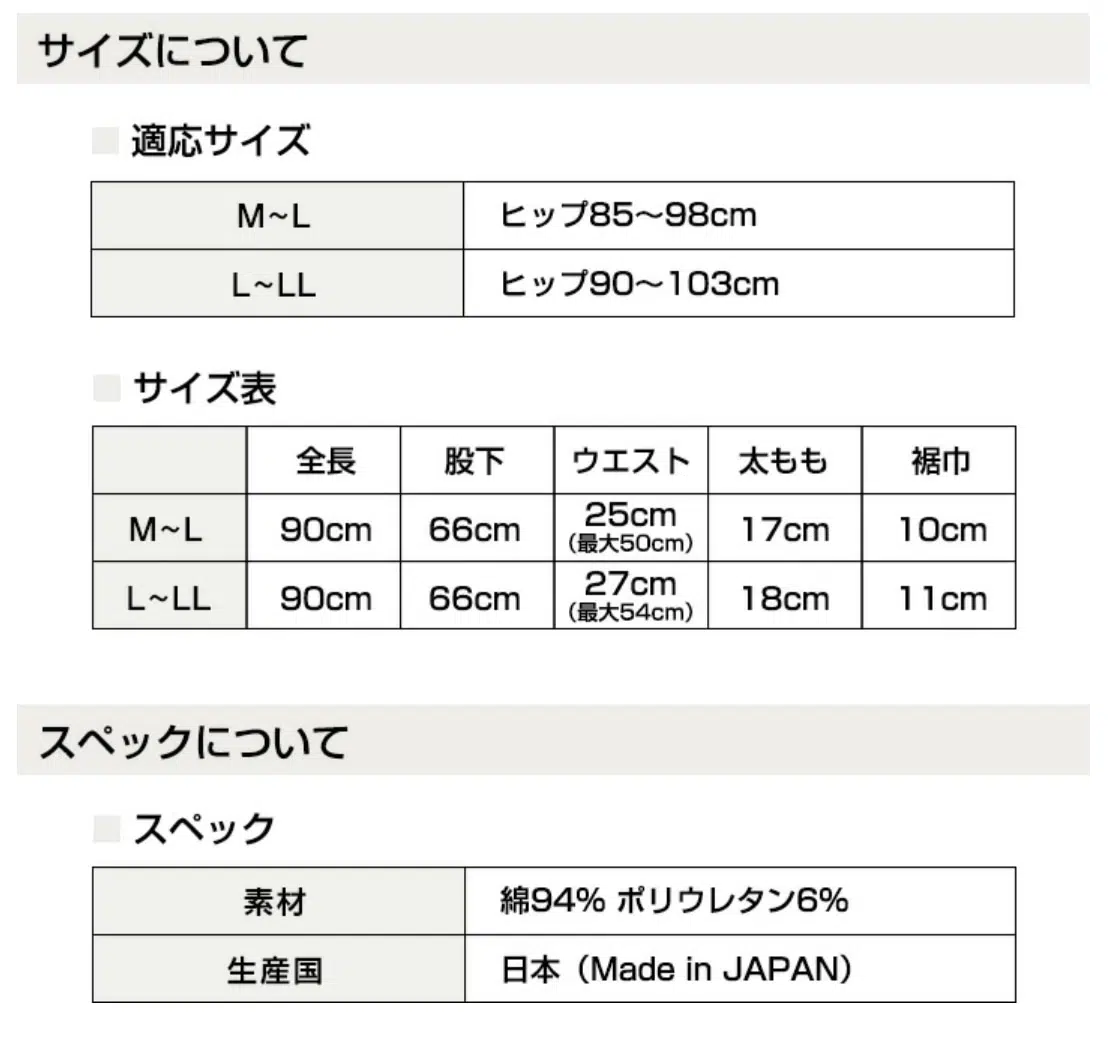 サイズについて
適応サイズ
M~L ヒップ85～98cm
L~LL ヒップ90～103cm
サイズ表
全長 股下 ウエスト 太もも 裾巾
M~L 90cm 66cm 25cm（最大50cm） 17cm 10cm
L~LL 90cm 66cm 27cm（最大54cm） 18cm 11cm
スペックについて
スペック
素材 綿94% ポリウレタン6%
生産国 日本（Made in JAPAN）